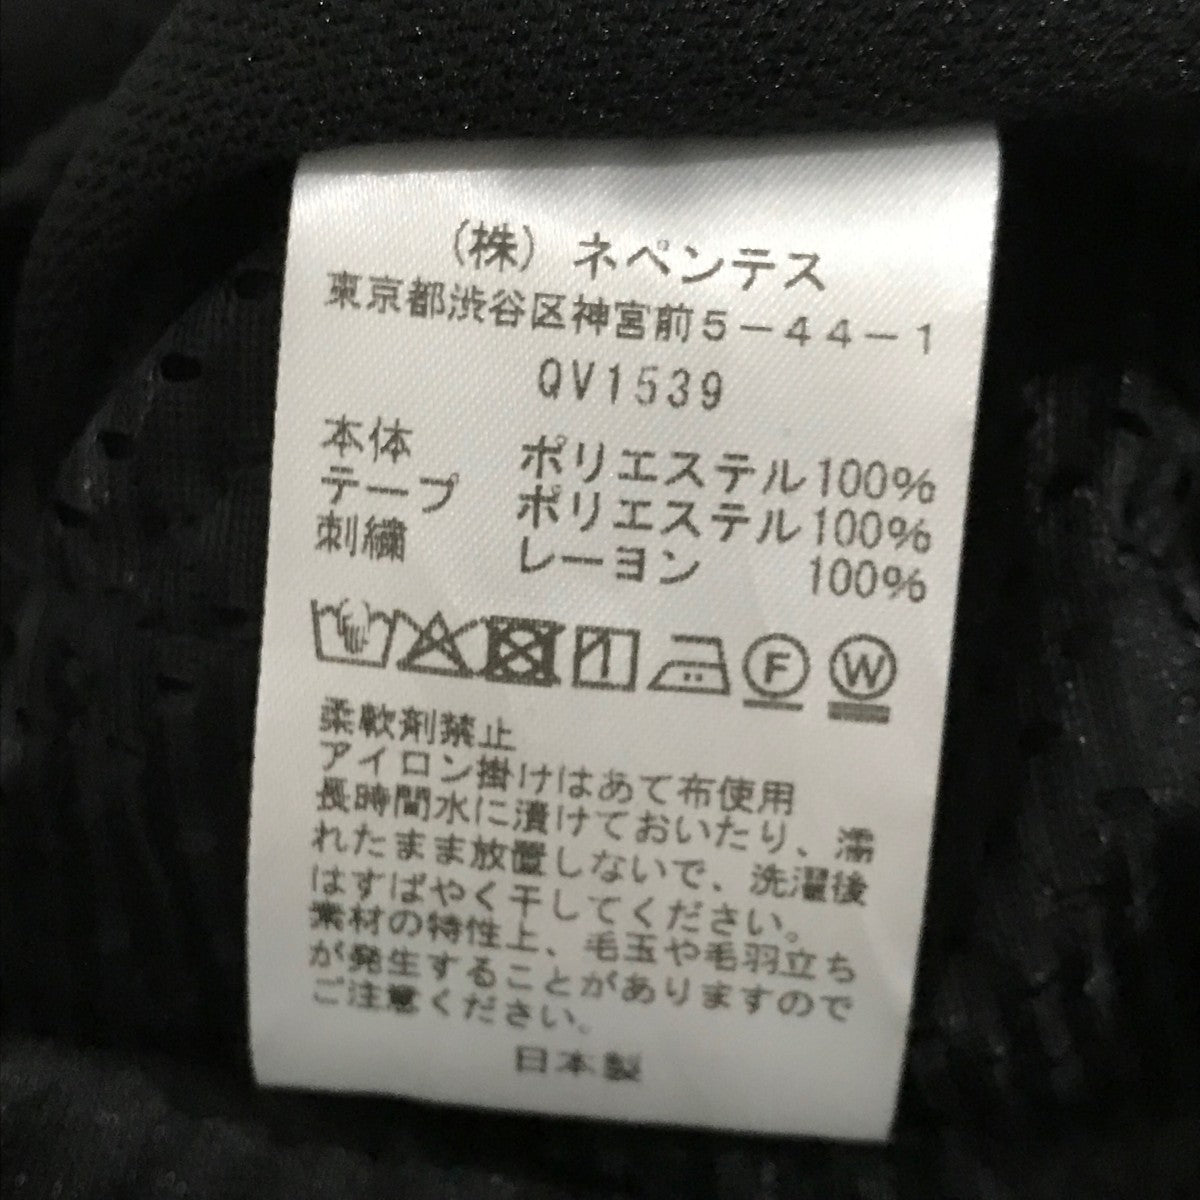 (株)ネペンテス
東京都渋谷区神宮前5-44-1
QV1539
本体 ポリエステル100%
テープ ポリエステル100%
刺繍 レーヨン 100%
F W
柔軟剤禁止
アイロン掛けはあて布使用
長時間水に漬けておいたり、濡
れたまま放置しないで、洗濯後
はすばやく干してください。
素材の特性上、毛玉や毛羽立ち
が発生することがありますので
ご注意ください。
日本製